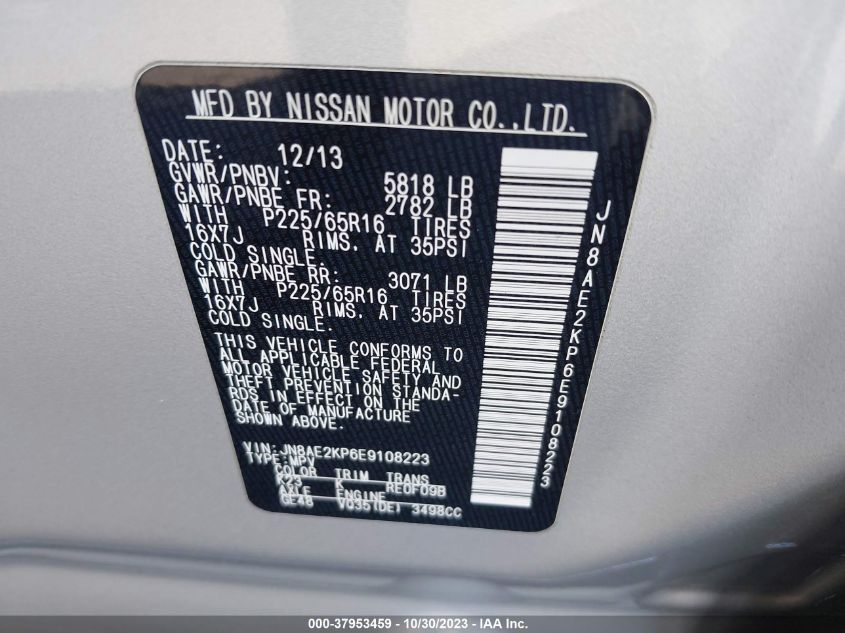 MFD BY NISSAN MOTOR CO.,LTD.
DATE: 12/13
GVWR/PNBV: 5818 LB
GAWR/PNBE FR: 2782 LB
WITH P225/65R16 TIRES
16X7J RIMS. AT 35PSI
COLD SINGLE.
GAWR/PNBE RR: 3071 LB
WITH P225/65R16 TIRES
16X7J RIMS. AT 35PSI
COLD SINGLE.
THIS VEHICLE CONFORMS TO
ALL APPLICABLE FEDERAL
MOTOR VEHICLE SAFETY AND
THEFT PREVENTION STANDA-
RDS IN EFFECT ON THE
DATE OF MANUFACTURE
SHOWN ABOVE.
VIN: JN8AE2KP6E9108223
TYPE: MPV
COLOR TRIM TRANS
K23 K RE0F09B
AXLE ENGINE
GE48 VQ35(DE) 3498CC
JN8AE2KP6E9108223
000-37953459 - 10/30/2023 - IAA Inc.